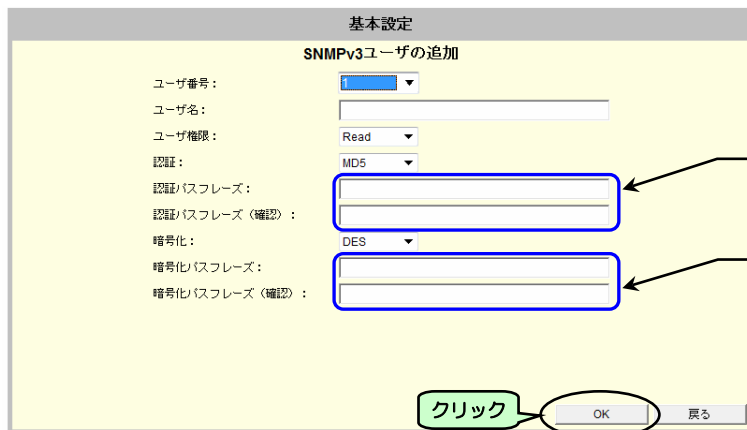 基本設定
SNMPv3ユーザの追加
ユーザ番号： 1
ユーザ名：
ユーザ権限： Read
認証： MD5
認証パスフレーズ：
認証パスフレーズ（確認）：
暗号化： DES
暗号化パスフレーズ：
暗号化パスフレーズ（確認）：
クリック OK 戻る